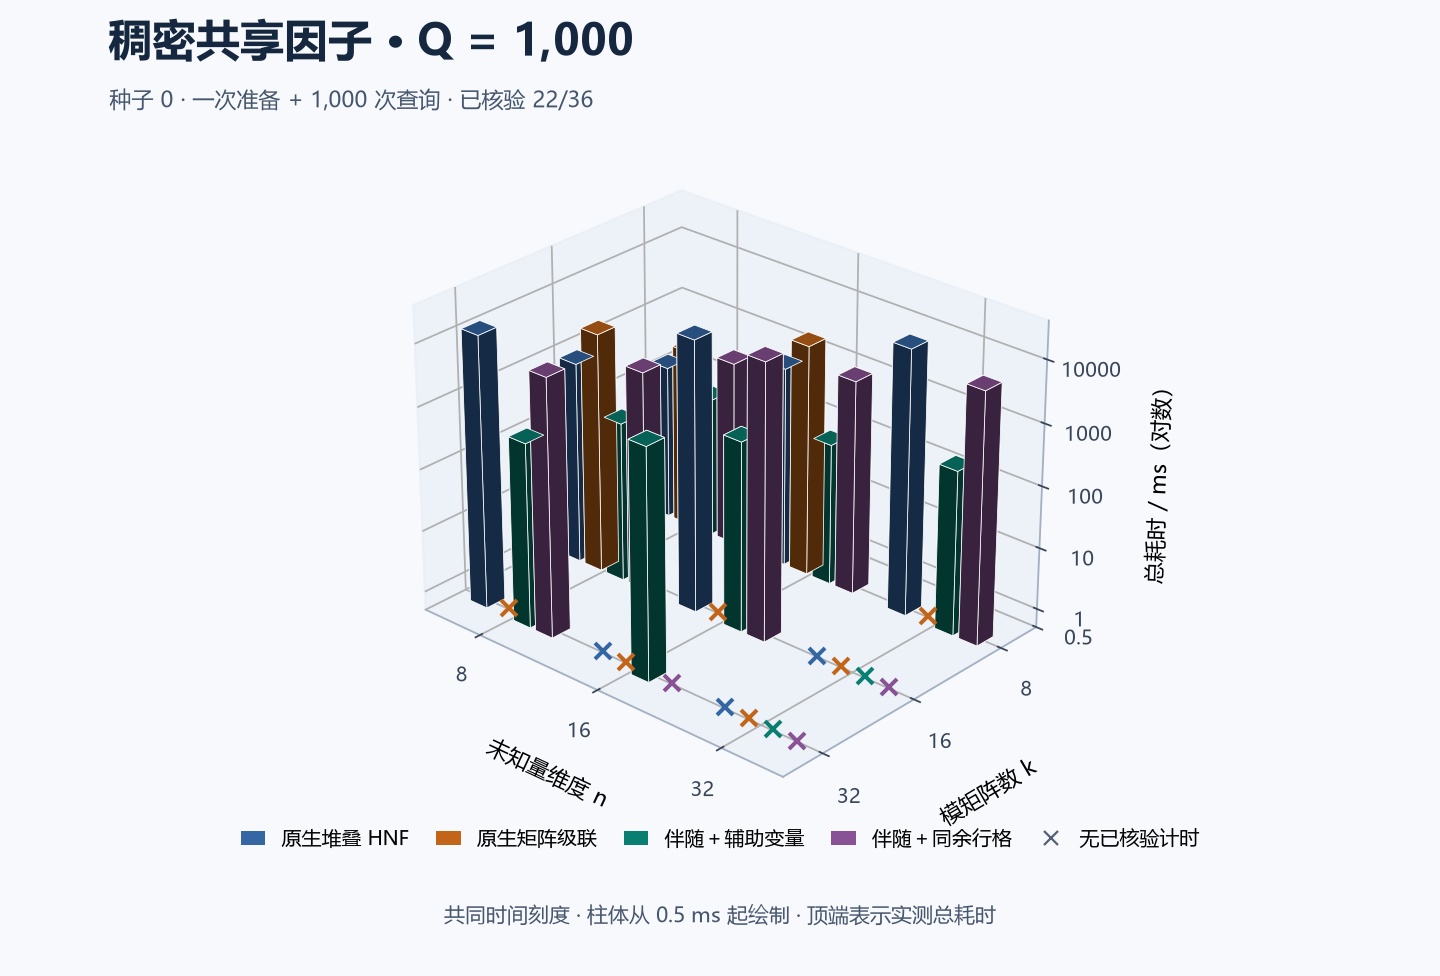 稠密共享因子 • Q = 1,000
种子 0 · 一次准备 + 1,000 次查询 · 已核验 22/36
10000
1000
100
10
1
0.5
总耗时 / ms（对数）
8
16
32
未知量维度 n
8
16
32
模矩阵数 k
原生堆叠 HNF
原生矩阵级联
伴随 + 辅助变量
伴随 + 同余行格
无已核验计时
共同时间刻度 · 柱体从 0.5 ms 起绘制 · 顶端表示实测总耗时